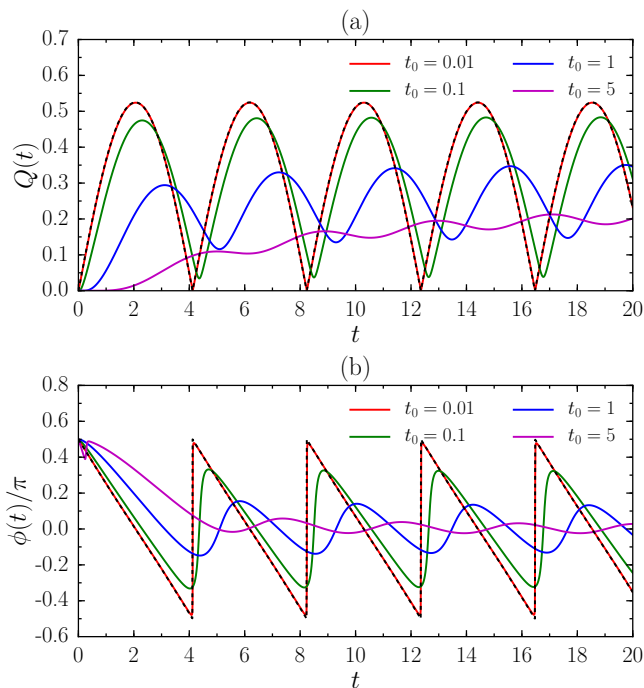 (a)
0.7
0.6
0.5
0.4
0.3
0.2
0.1
0.0
Q(t)
t₀ = 0.01
t₀ = 0.1
t₀ = 1
t₀ = 5
0 2 4 6 8 10 12 14 16 18 20
t
(b)
0.8
0.6
0.4
0.2
0.0
-0.2
-0.4
-0.6
ϕ(t)/π
t₀ = 0.01
t₀ = 0.1
t₀ = 1
t₀ = 5
0 2 4 6 8 10 12 14 16 18 20
t